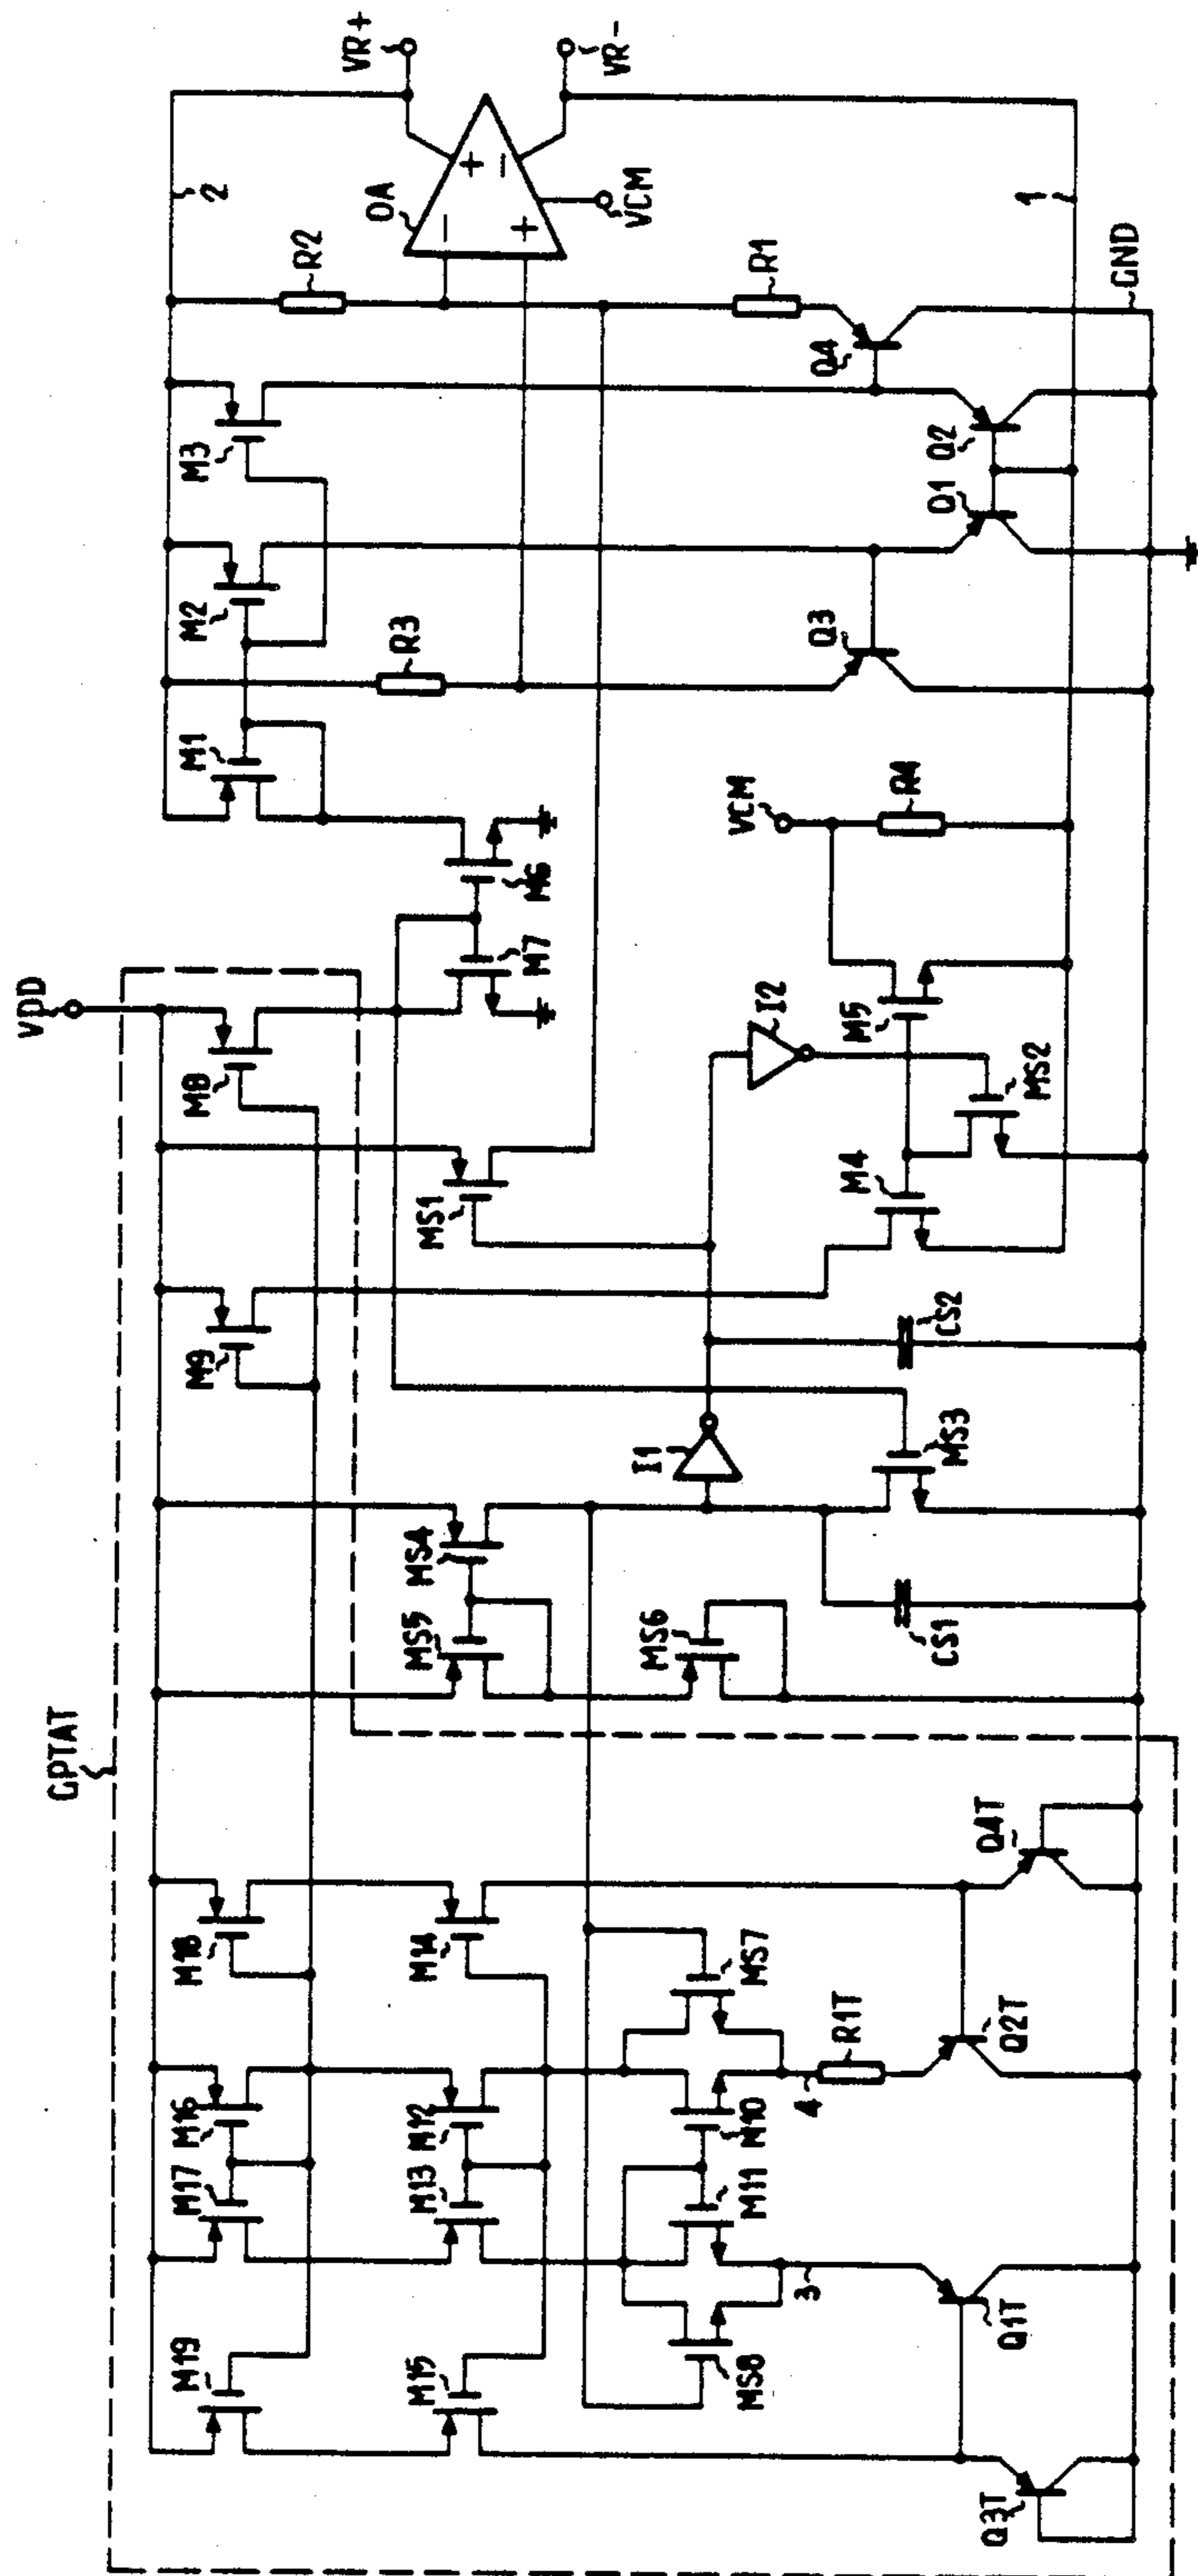 GPTAT
VDD
VR+
VR-
2
OA
VCM
R2
R1
Q4
1
GND
M3
M2
Q2
Q1
R3
Q3
M1
M6
M7
VCM
R4
M8
MS1
I2
M5
MS2
M4
M9
CS2
I1
MS3
MS4
MS5
MS6
CS1
M18
M14
MS7
Q4T
R1T
Q2T
4
M16
M17
M12
M13
M10
M11
3
Q1T
M19
M15
MS8
Q3T